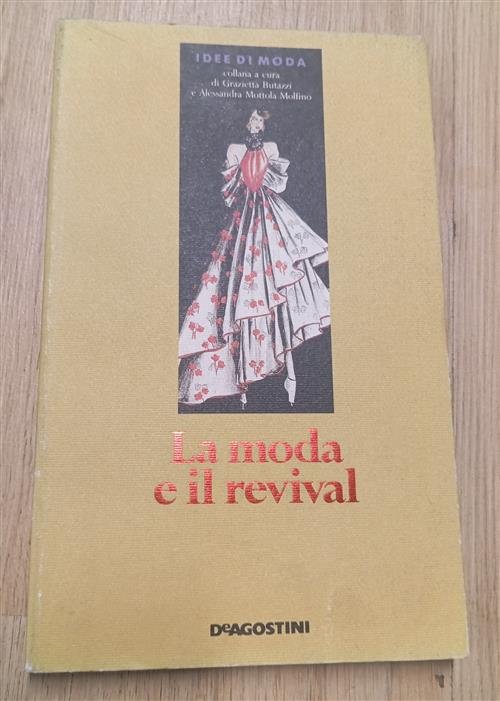 IDEE DI MODA
collana a cura
di Grazietta Butazzi
e Alessandra Mottola Molfino
La moda
e il revival
DEAGOSTINI